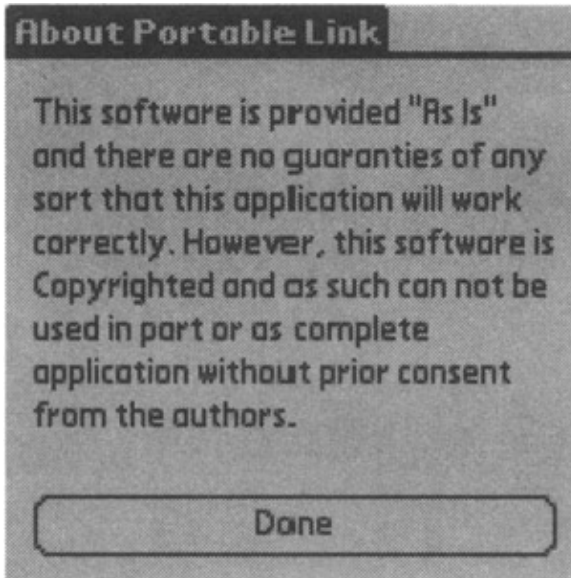 About Portable Link
This software is provided "As Is"
and there are no guaranties of any
sort that this application will work
correctly. However, this software is
Copyrighted and as such can not be
used in part or as complete
application without prior consent
from the authors.
Done